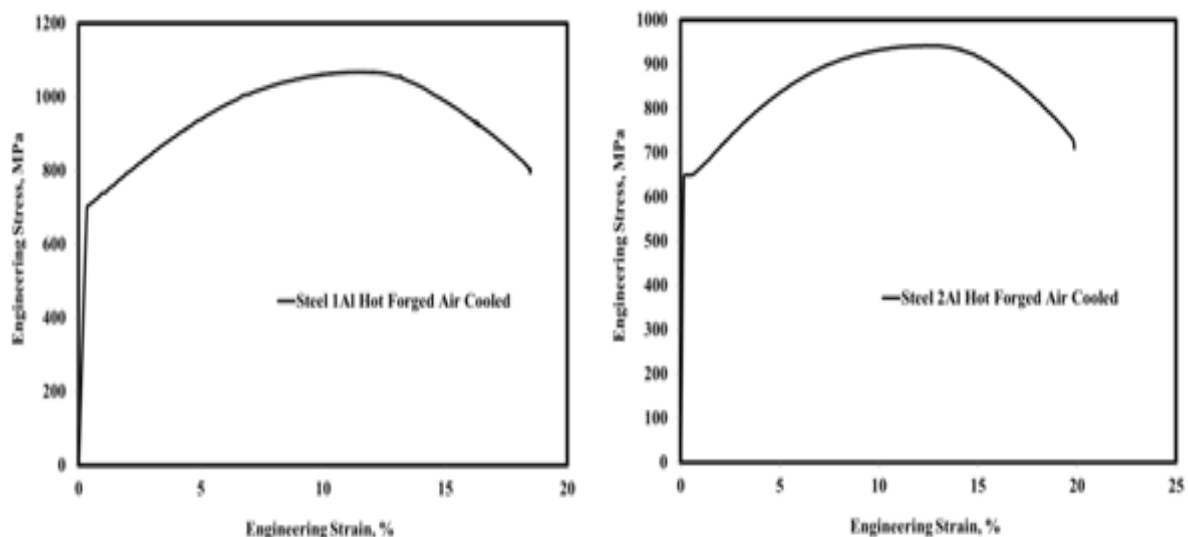 1200
1000
800
600
400
200
0
0 5 10 15 20
Engineering Stress, MPa
Engineering Strain, %
Steel 1Al Hot Forged Air Cooled
1000
900
800
700
600
500
400
300
200
100
0
0 5 10 15 20 25
Engineering Stress, MPa
Engineering Strain, %
Steel 2Al Hot Forged Air Cooled